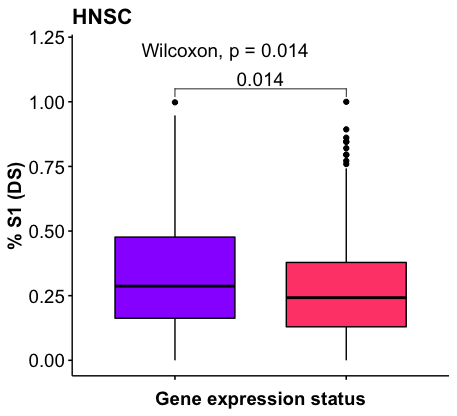 HNSC
1.25
Wilcoxon, p = 0.014
0.014
1.00
0.75
0.50
0.25
0.00
% S1 (DS)
Gene expression status